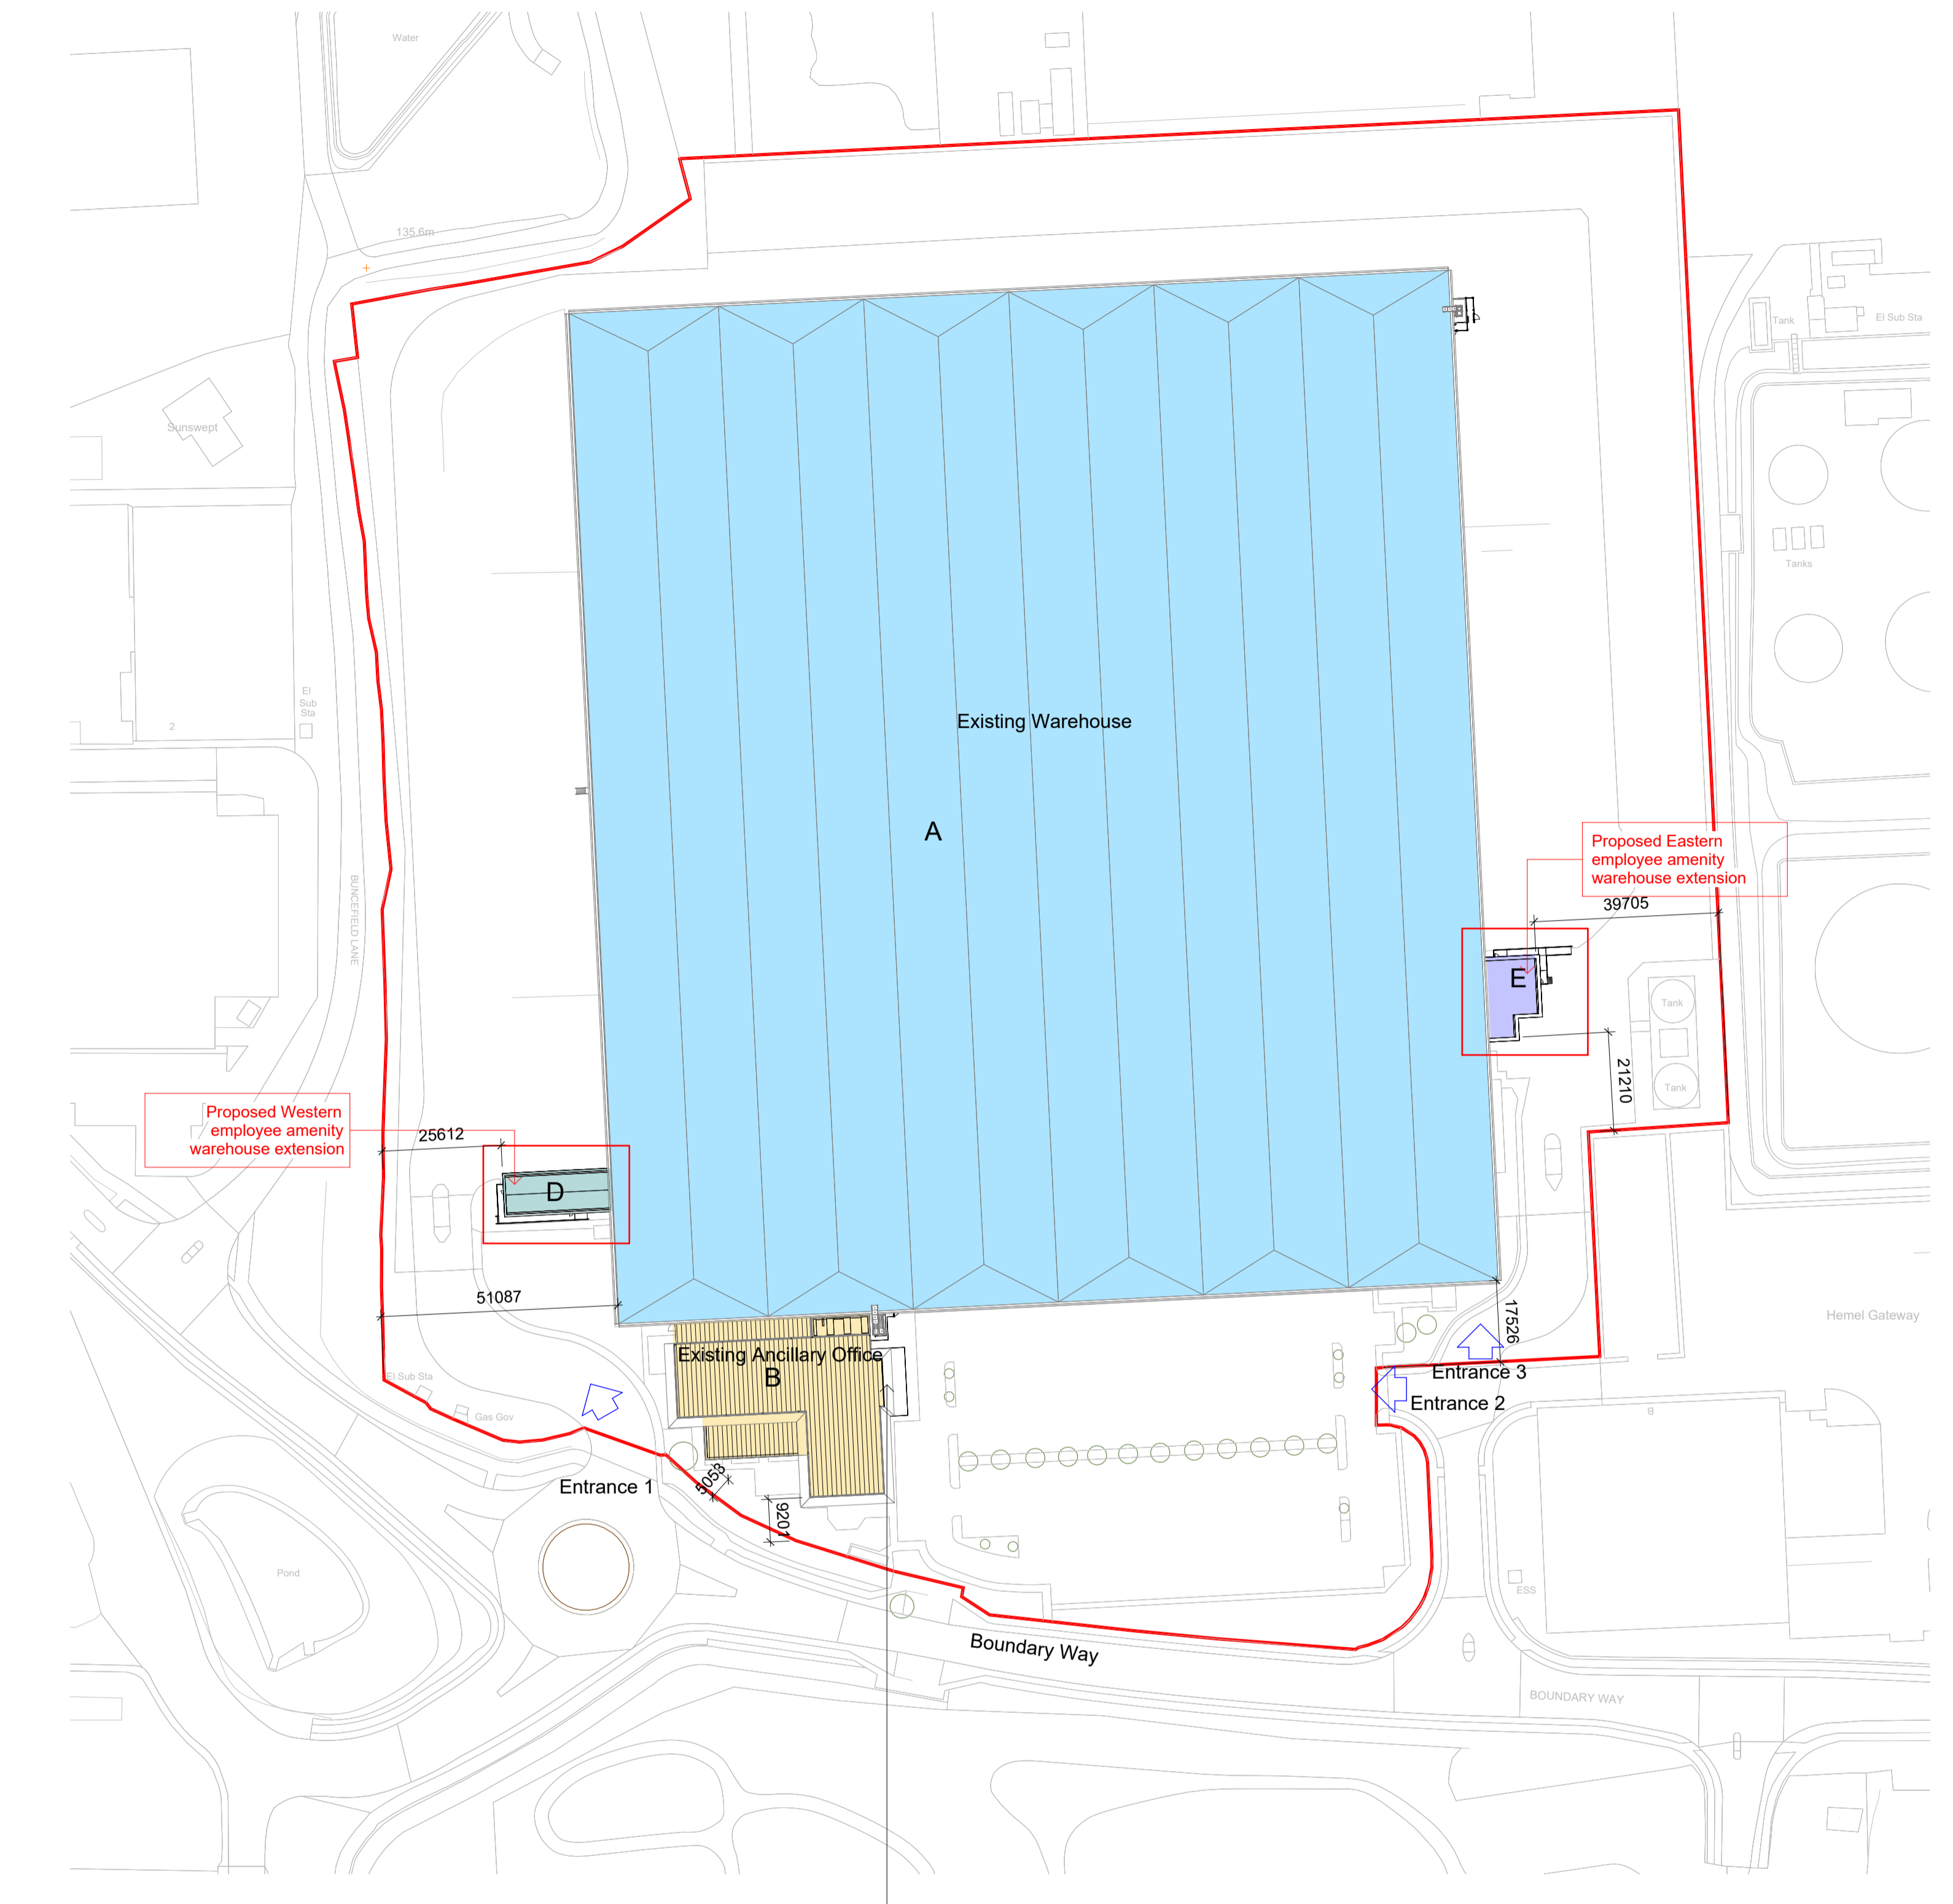 Water
135.6m
Tank
El Sub Sta
Sunswept
Tanks
El
Sub
Sta
2
Existing Warehouse
A
Proposed Eastern
employee amenity
warehouse extension
39705
BUNCEFIELD LANE
E
Tank
21210
Tank
Proposed Western
employee amenity
warehouse extension
25612
D
51087
17526
Hemel Gateway
Existing Ancillary Office
B
El Sub Sta
Gas Gov
Entrance 3
Entrance 2
B
Entrance 1
5053
9201
Pond
ESS
Boundary Way
BOUNDARY WAY